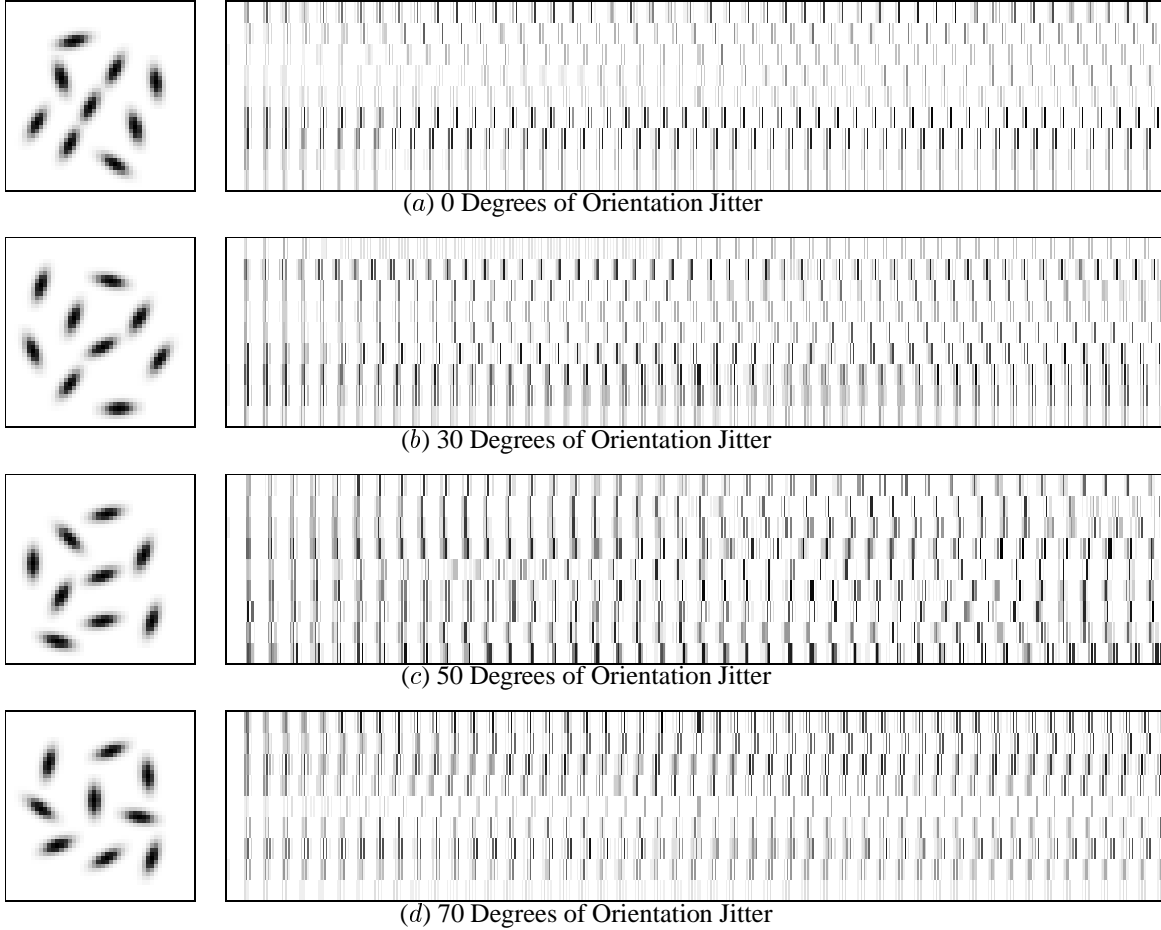 (a) 0 Degrees of Orientation Jitter
(b) 30 Degrees of Orientation Jitter
(c) 50 Degrees of Orientation Jitter
(d) 70 Degrees of Orientation Jitter